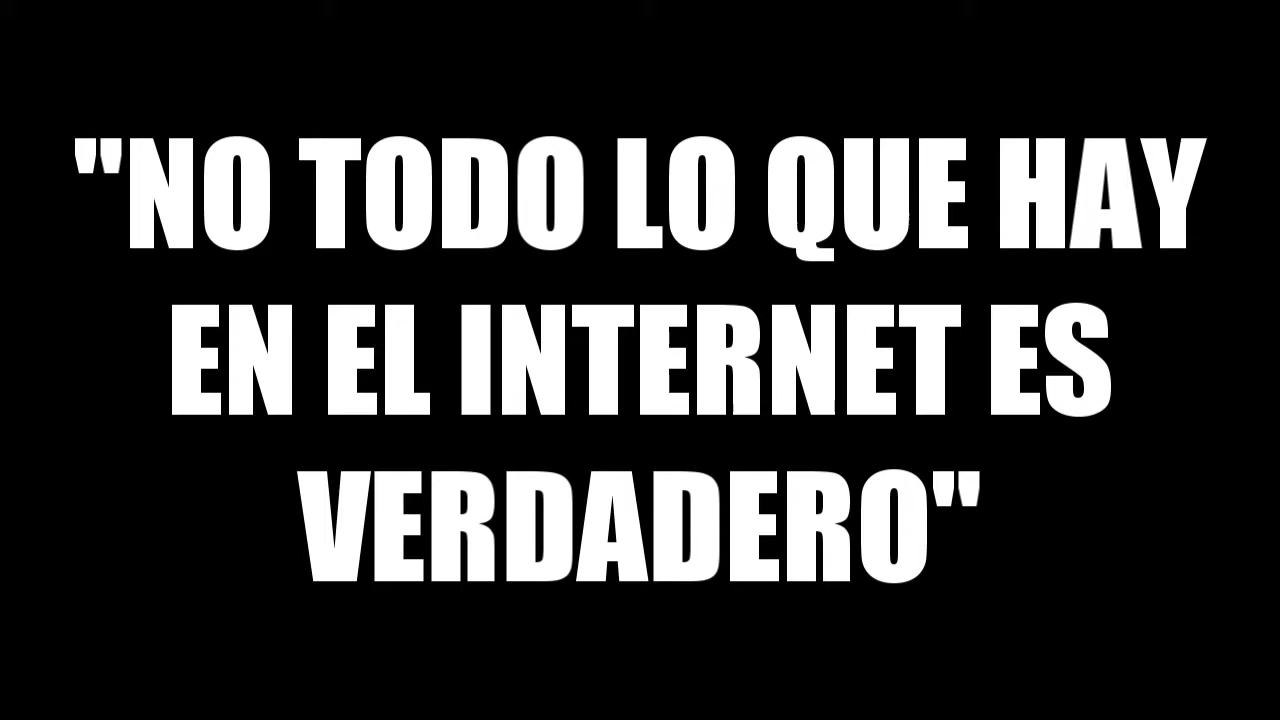 "NO TODO LO QUE HAY
EN EL INTERNET ES
VERDADERO"